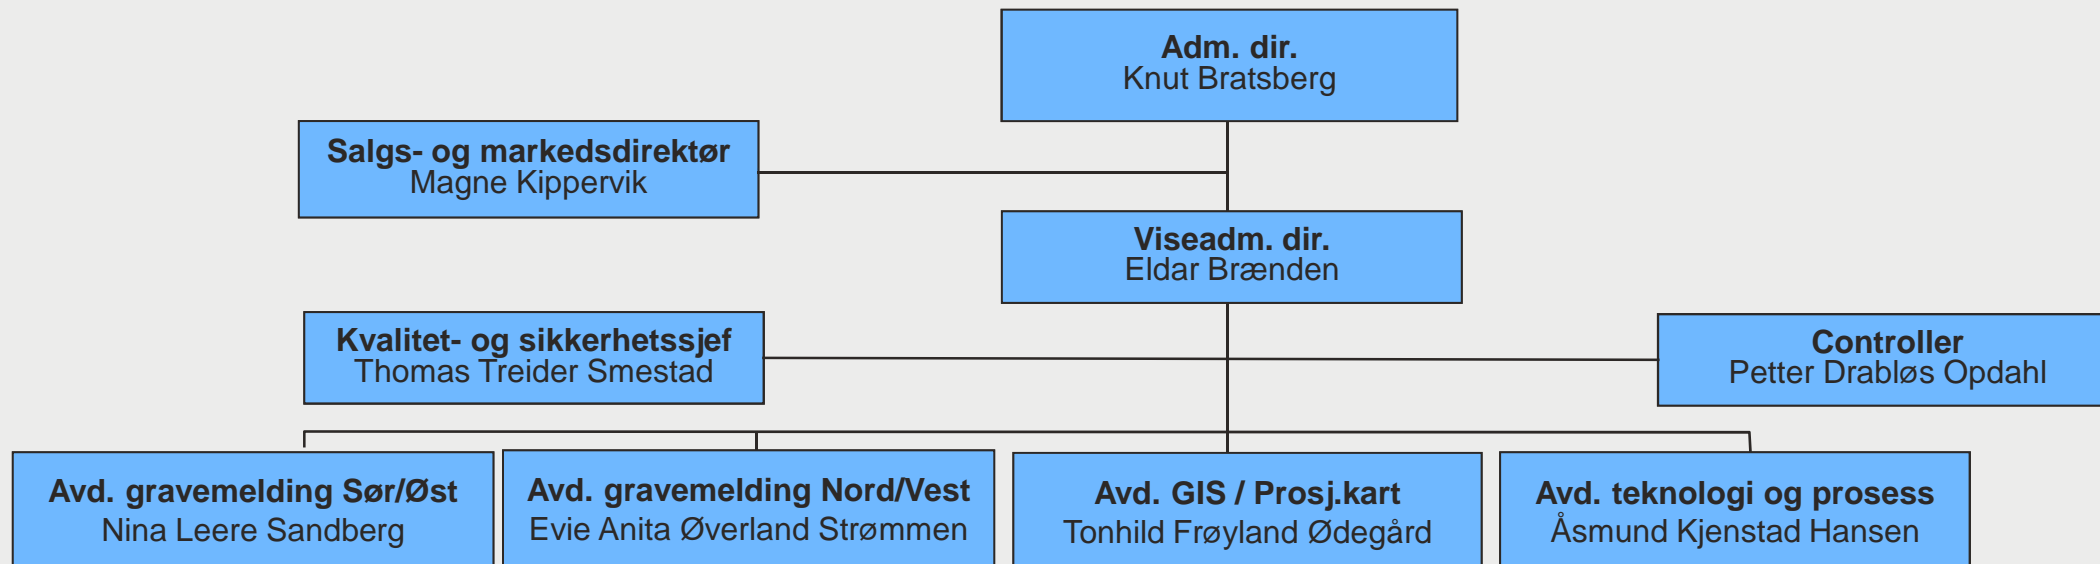 Adm. dir.
Knut Bratsberg
Salgs- og markedsdirektør
Magne Kippervik
Viseadm. dir.
Eldar Brænden
Kvalitet- og sikkerhetssjef
Thomas Treider Smestad
Controller
Petter Drabløs Opdahl
Avd. gravemelding Sør/Øst
Nina Leere Sandberg
Avd. gravemelding Nord/Vest
Evie Anita Øverland Strømmen
Avd. GIS / Prosj.kart
Tonhild Frøyland Ødegård
Avd. teknologi og prosess
Åsmund Kjenstad Hansen